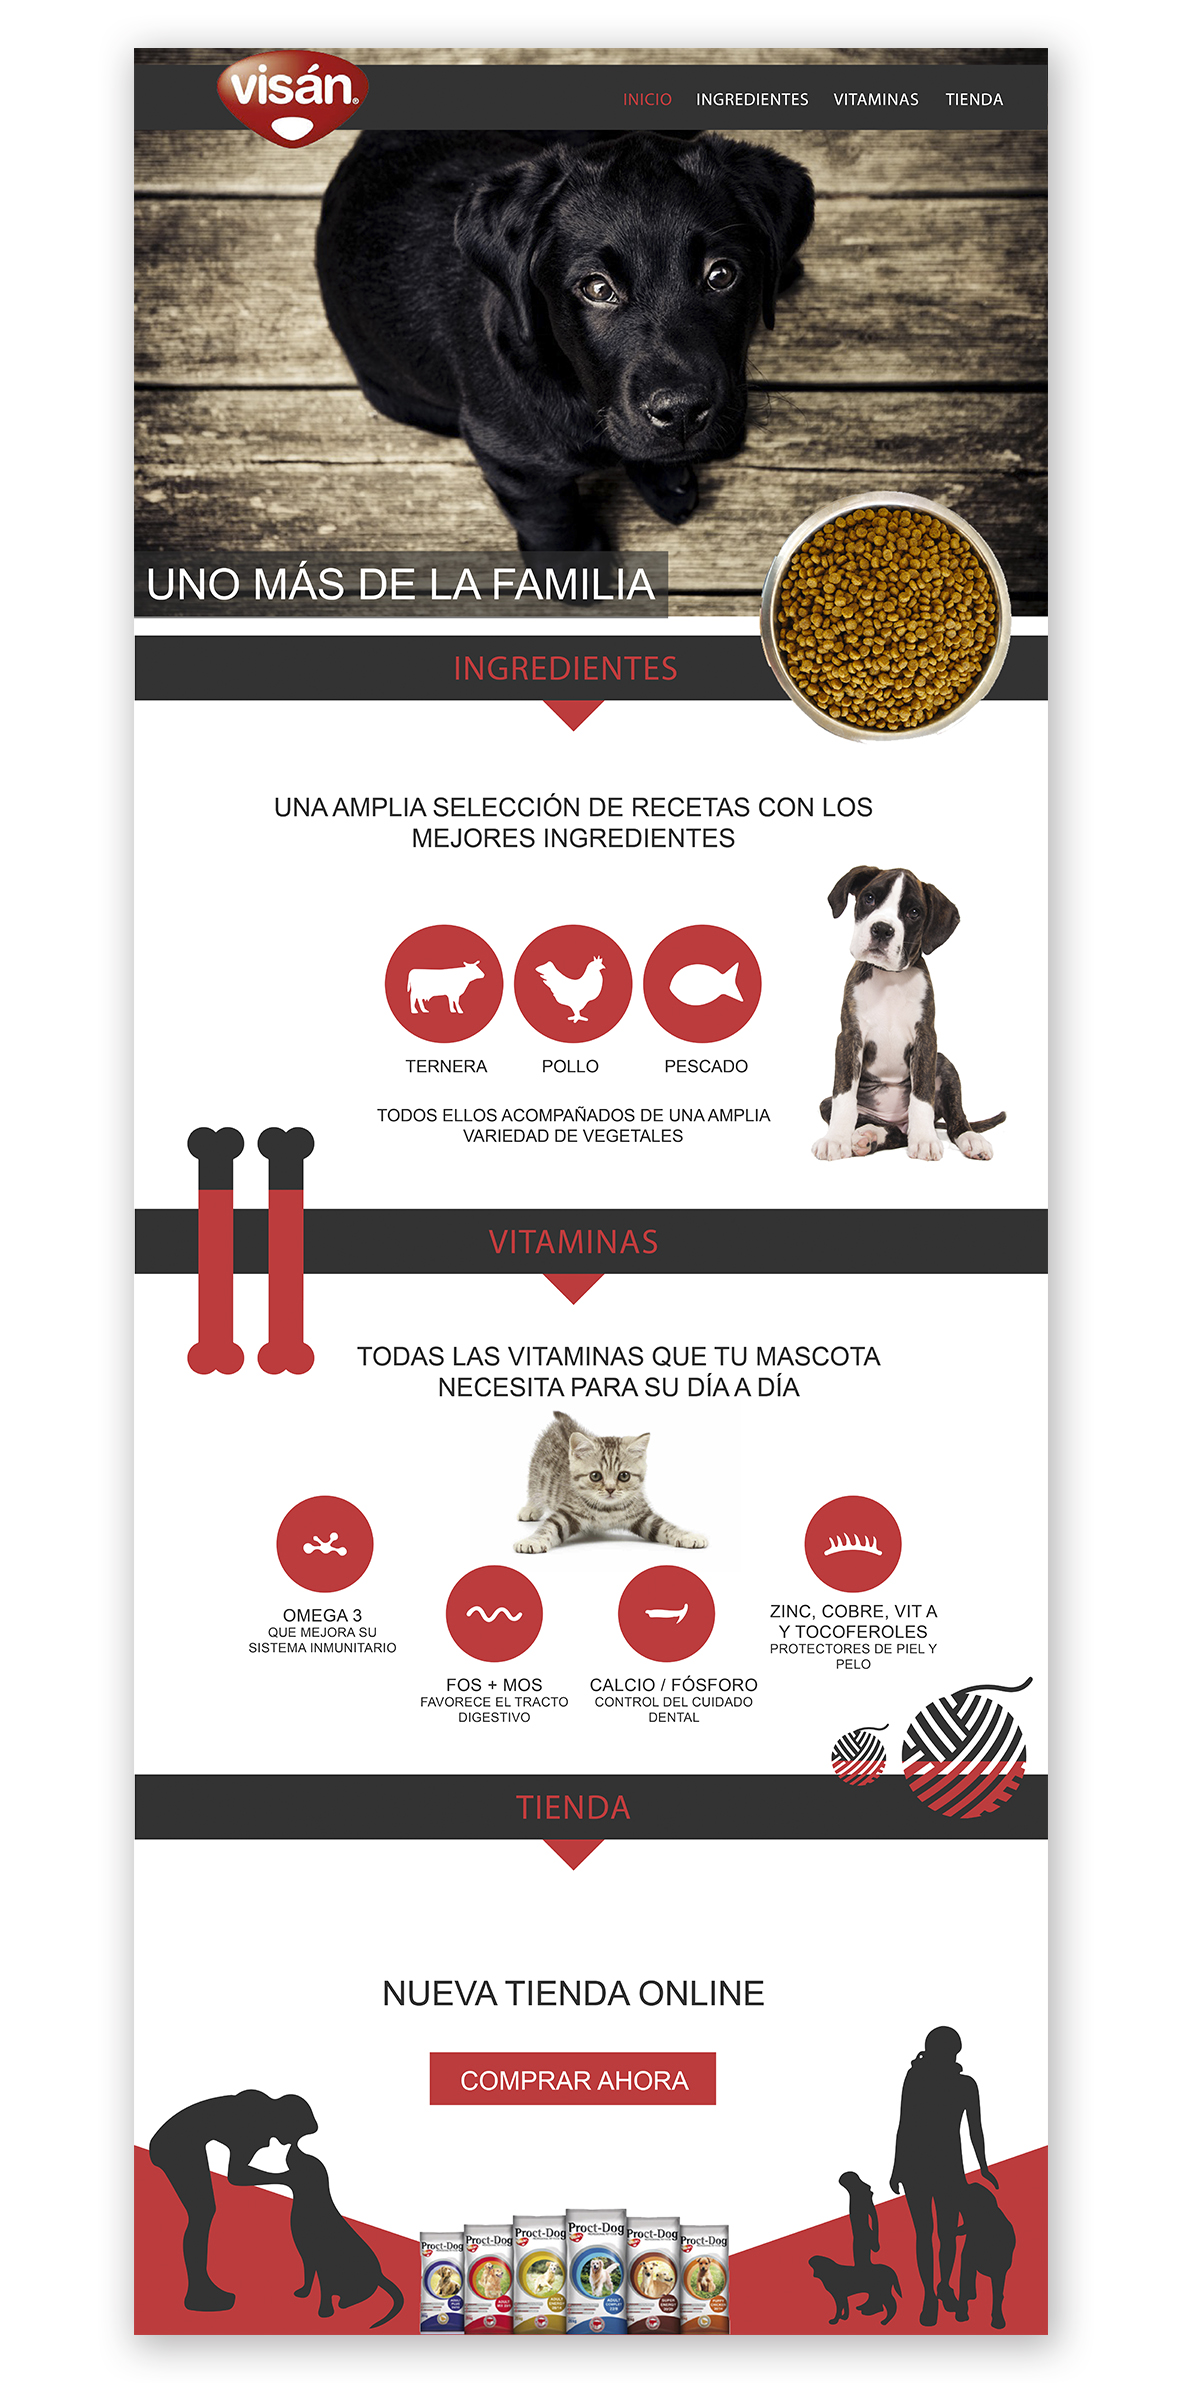 visán®
INICIO INGREDIENTES VITAMINAS TIENDA
UNO MÁS DE LA FAMILIA
INGREDIENTES
UNA AMPLIA SELECCIÓN DE RECETAS CON LOS
MEJORES INGREDIENTES
TERNERA POLLO PESCADO
TODOS ELLOS ACOMPAÑADOS DE UNA AMPLIA
VARIEDAD DE VEGETALES
VITAMINAS
TODAS LAS VITAMINAS QUE TU MASCOTA
NECESITA PARA SU DÍA A DÍA
OMEGA 3
QUE MEJORA SU
SISTEMA INMUNITARIO
FOS + MOS
FAVORECE EL TRACTO
DIGESTIVO
CALCIO / FÓSFORO
CONTROL DEL CUIDADO
DENTAL
ZINC, COBRE, VIT A
Y TOCOFEROLES
PROTECTORES DE PIEL Y
PELO
TIENDA
NUEVA TIENDA ONLINE
COMPRAR AHORA
Proct-Dog Proct-Dog Proct-Dog Proct-Dog Proct-Dog Proct-Dog